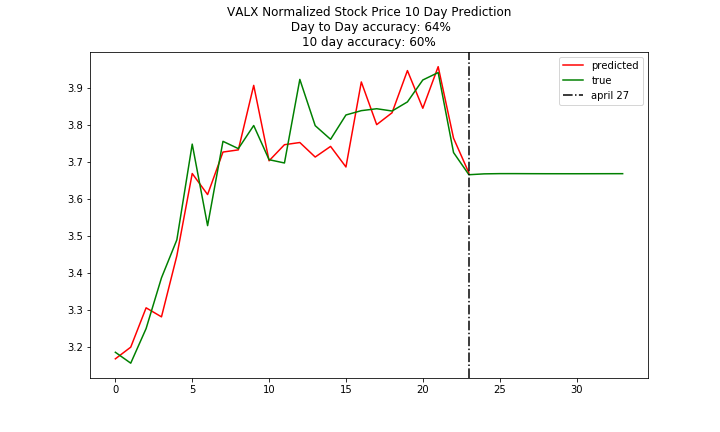 VALX Normalized Stock Price 10 Day Prediction
Day to Day accuracy: 64%
10 day accuracy: 60%
predicted
true
april 27
3.9
3.8
3.7
3.6
3.5
3.4
3.3
3.2
0 5 10 15 20 25 30